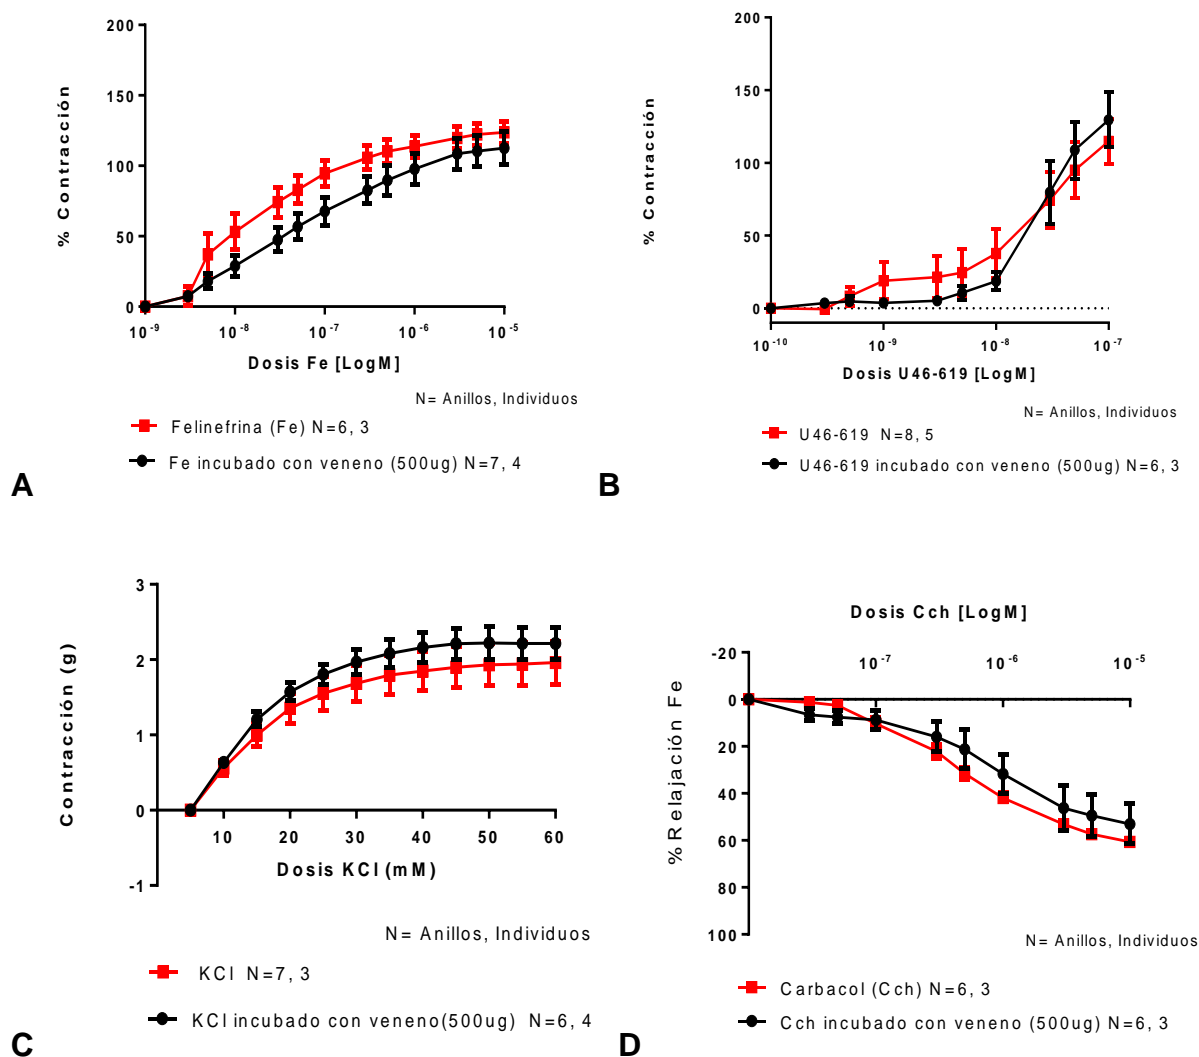 200
150
100
50
0
% Contracción
10⁻⁹ 10⁻⁸ 10⁻⁷ 10⁻⁶ 10⁻⁵
Dosis Fe [LogM]
N= Anillos, Individuos
Felinefrina (Fe) N=6, 3
Fe incubado con veneno (500ug) N=7, 4
A
200
150
100
50
0
% Contracción
10⁻¹⁰ 10⁻⁹ 10⁻⁸ 10⁻⁷
Dosis U46-619 [LogM]
N= Anillos, Individuos
U46-619 N=8, 5
U46-619 incubado con veneno (500ug) N=6, 3
B
3
2
1
0
-1
Contracción (g)
10 20 30 40 50 60
Dosis KCl (mM)
N= Anillos, Individuos
KCl N=7, 3
KCl incubado con veneno(500ug) N=6, 4
C
Dosis Cch [LogM]
10⁻⁷ 10⁻⁶ 10⁻⁵
-20
0
20
40
60
80
100
% Relajación Fe
N= Anillos, Individuos
Carbacol (Cch) N=6, 3
Cch incubado con veneno (500ug) N=6, 3
D